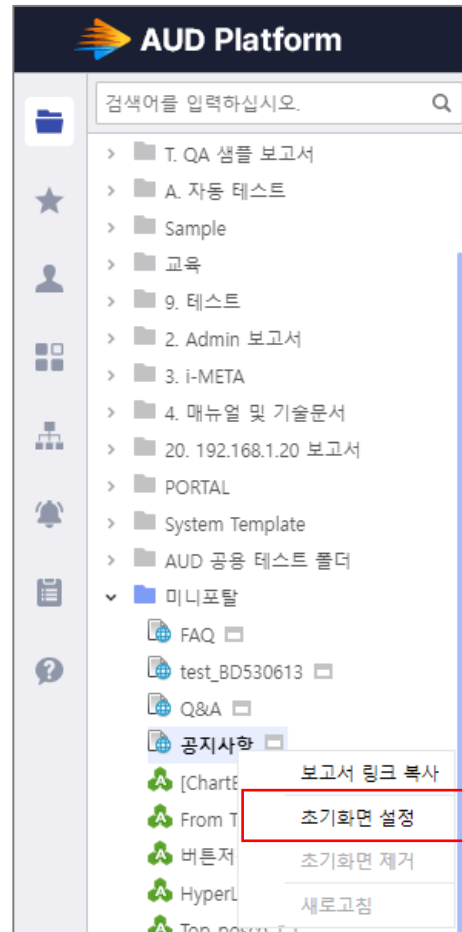 AUD Platform
검색어를 입력하십시오.
T. QA 샘플 보고서
A. 자동 테스트
Sample
교육
9. 테스트
2. Admin 보고서
3. i-META
4. 매뉴얼 및 기술문서
20. 192.168.1.20 보고서
PORTAL
System Template
AUD 공용 테스트 폴더
미니포탈
FAQ
test_BD530613
Q&A
공지사항
보고서 링크 복사
초기화면 설정
초기화면 제거
새로고침
From
버튼저